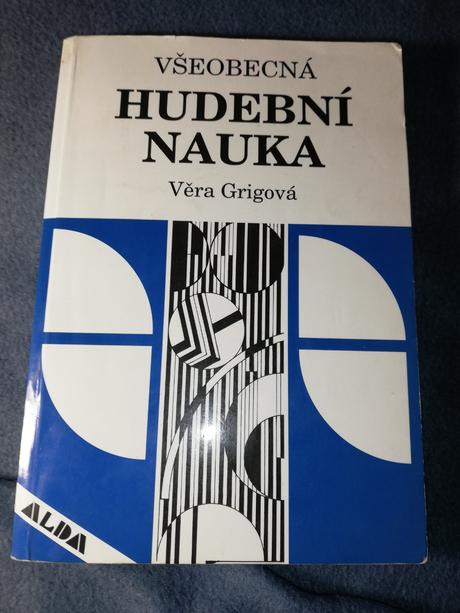 VŠEOBECNÁ
HUDEBNÍ
NAUKA
Věra Grigová
ALDA